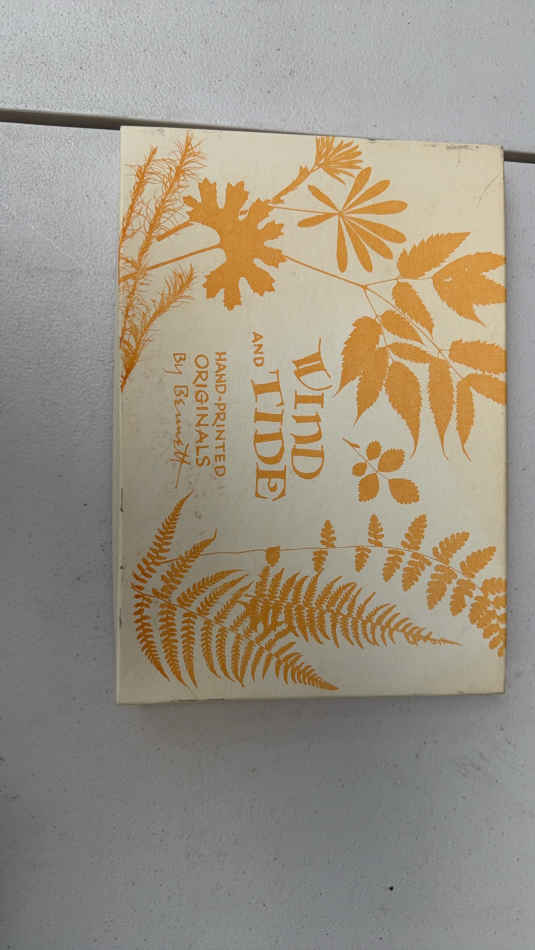 WIND
AND TIDE
HAND-PRINTED
ORIGINALS
By Bennett